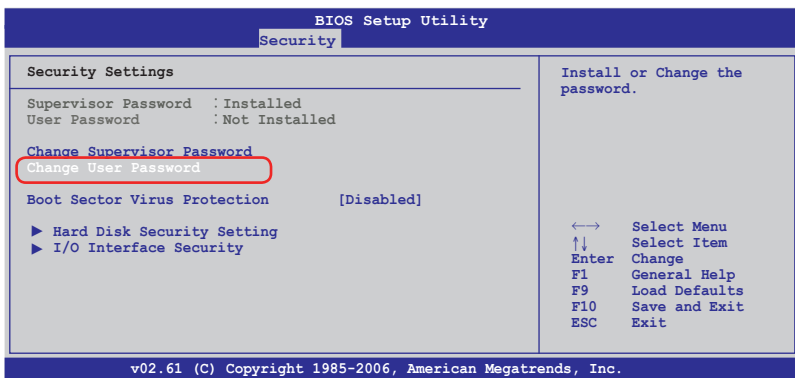 BIOS Setup Utility
Security
Security Settings
Supervisor Password : Installed
User Password : Not Installed
Change Supervisor Password
Change User Password
Boot Sector Virus Protection [Disabled]
▶ Hard Disk Security Setting
▶ I/O Interface Security
Install or Change the
password.
←→ Select Menu
↑↓ Select Item
Enter Change
F1 General Help
F9 Load Defaults
F10 Save and Exit
ESC Exit
v02.61 (C) Copyright 1985-2006, American Megatrends, Inc.